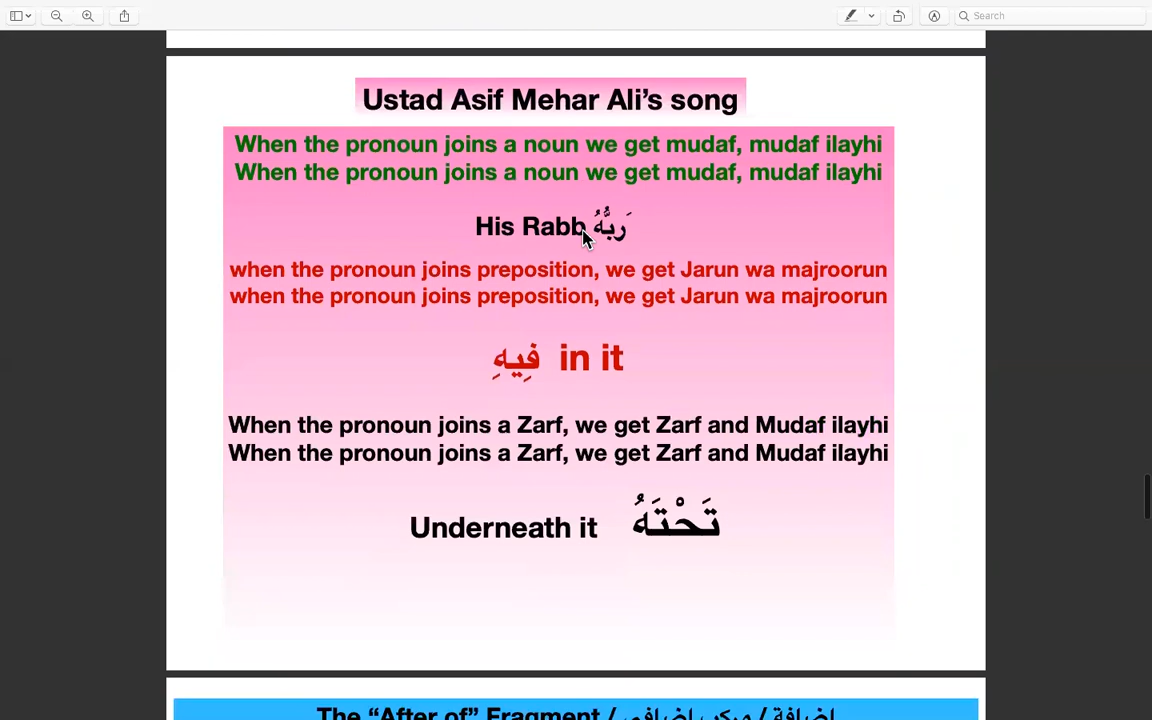 Search
Ustad Asif Mehar Ali's song
When the pronoun joins a noun we get mudaf, mudaf ilayhi
When the pronoun joins a noun we get mudaf, mudaf ilayhi
His Rabb رَبُّهُ
when the pronoun joins preposition, we get Jarun wa majroorun
when the pronoun joins preposition, we get Jarun wa majroorun
فِيهِ in it
When the pronoun joins a Zarf, we get Zarf and Mudaf ilayhi
When the pronoun joins a Zarf, we get Zarf and Mudaf ilayhi
Underneath it تَحْتَهُ
The “After of” Fragment / اضافة / مركب اضافي